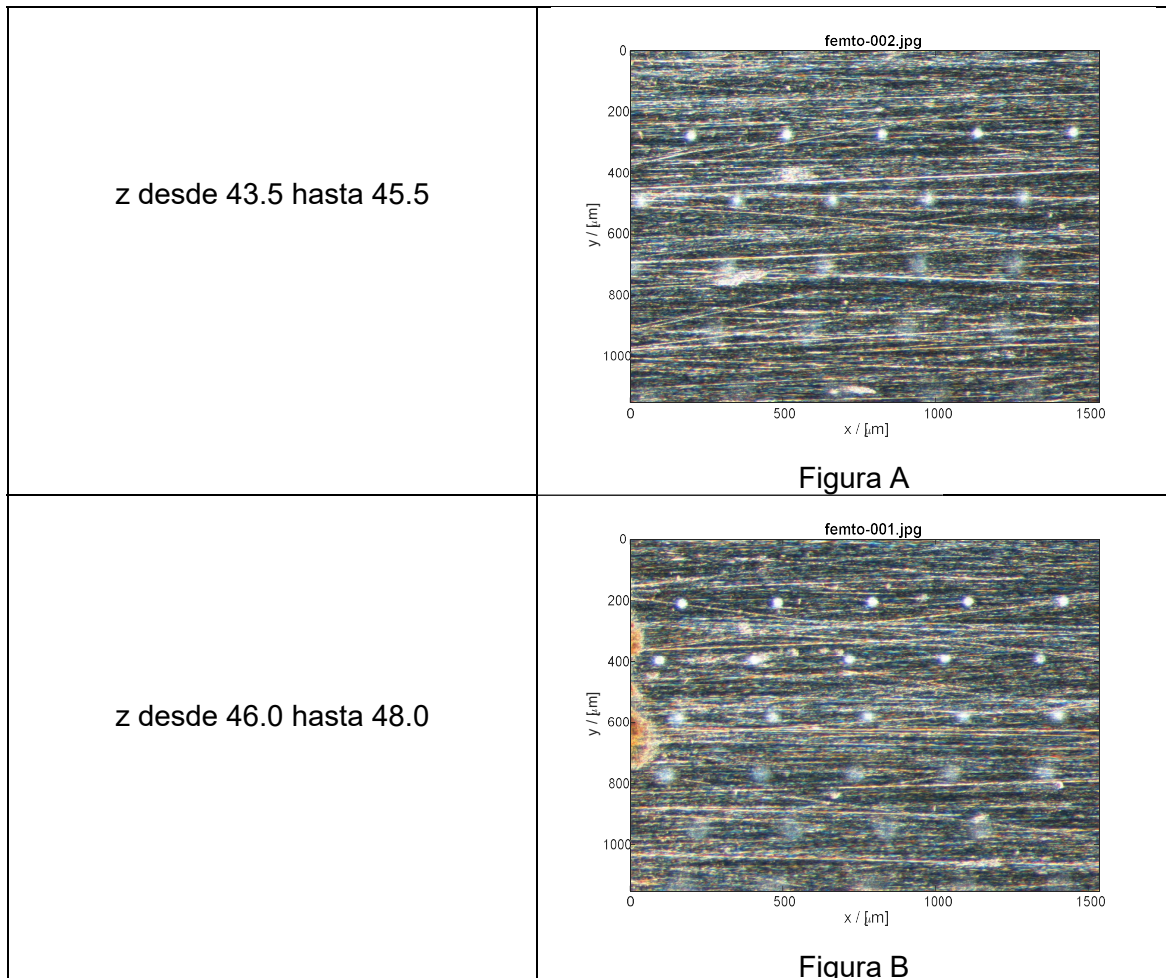 z desde 43.5 hasta 45.5
femto-002.jpg
0
200
400
600
800
1000
y / [μm]
0
500
1000
1500
x / [μm]
Figura A
z desde 46.0 hasta 48.0
femto-001.jpg
0
200
400
600
800
1000
y / [μm]
0
500
1000
1500
x / [μm]
Figura B